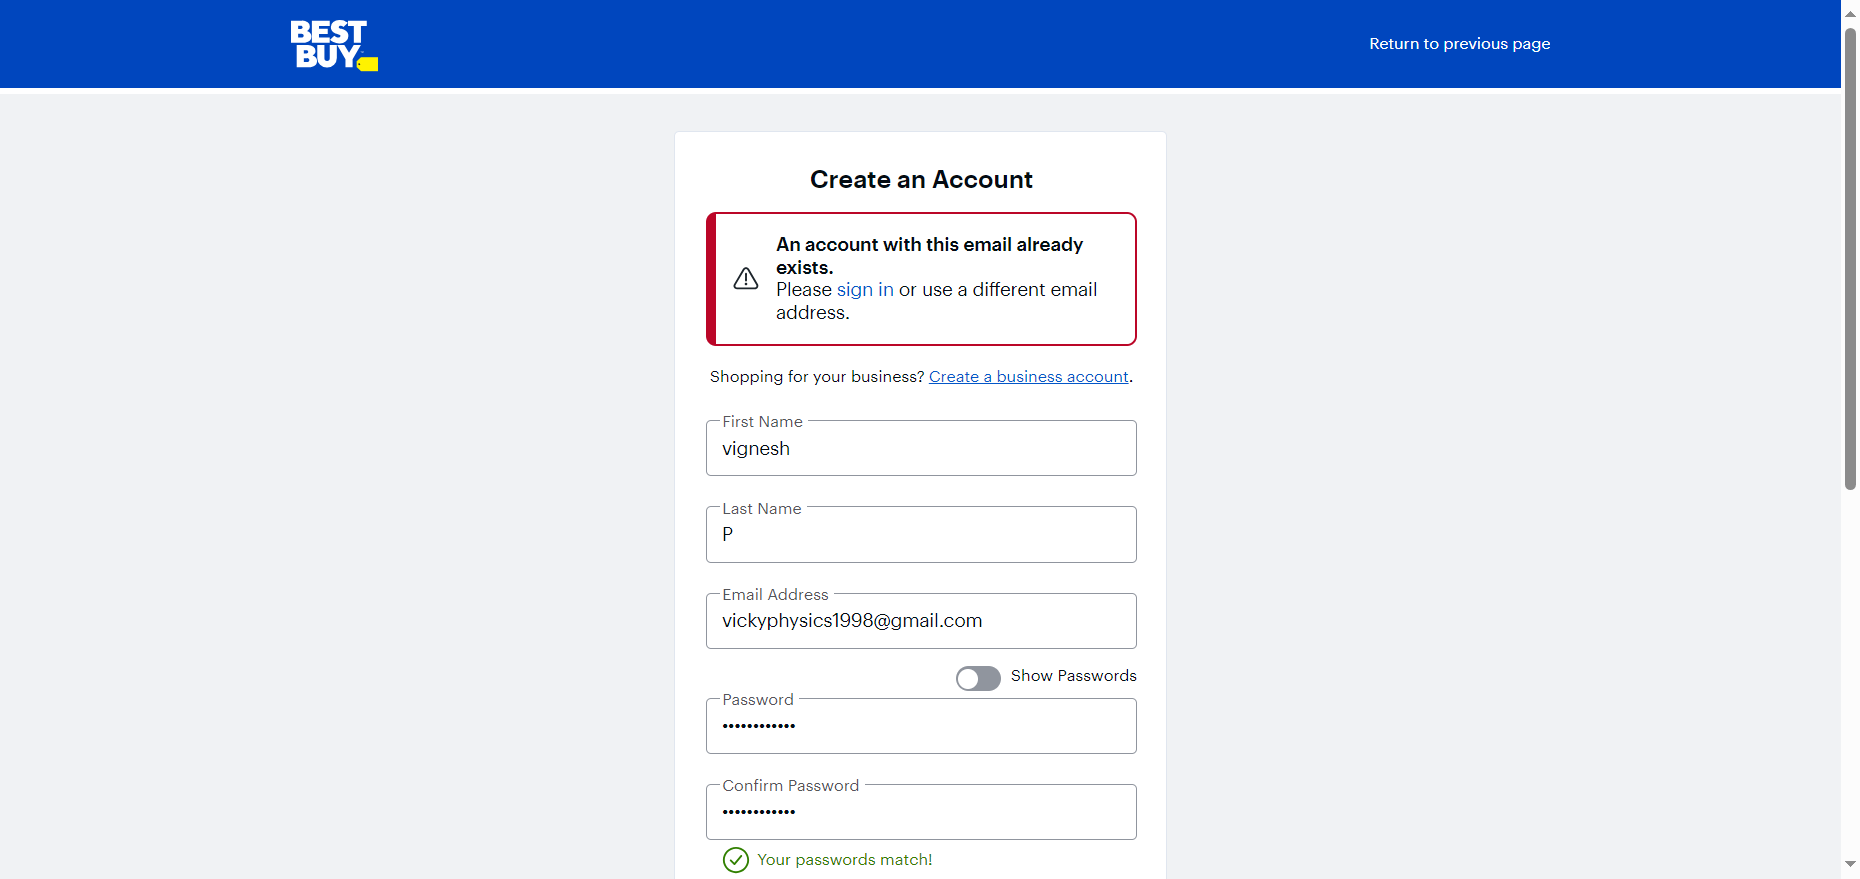 BEST
BUY
Return to previous page
Create an Account
An account with this email already
exists.
Please sign in or use a different email
address.
Shopping for your business? Create a business account.
First Name
vignesh
Last Name
P
Email Address
vickyphysics1998@gmail.com
Show Passwords
Password
••••••••••••
Confirm Password
••••••••••••
Your passwords match!